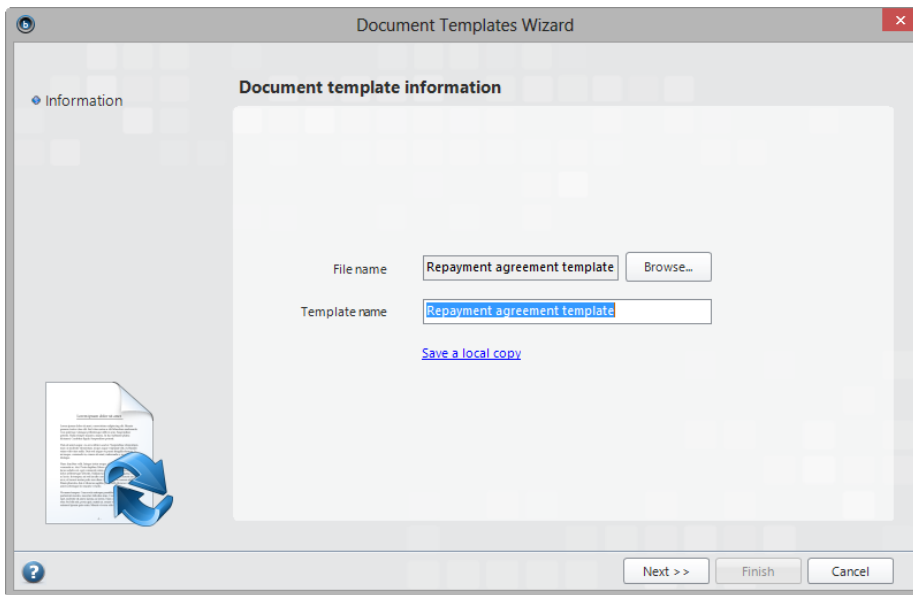 Document Templates Wizard
Information
Document template information
File name
Repayment agreement template
Browse...
Template name
Repayment agreement template
Save a local copy
Next >>
Finish
Cancel